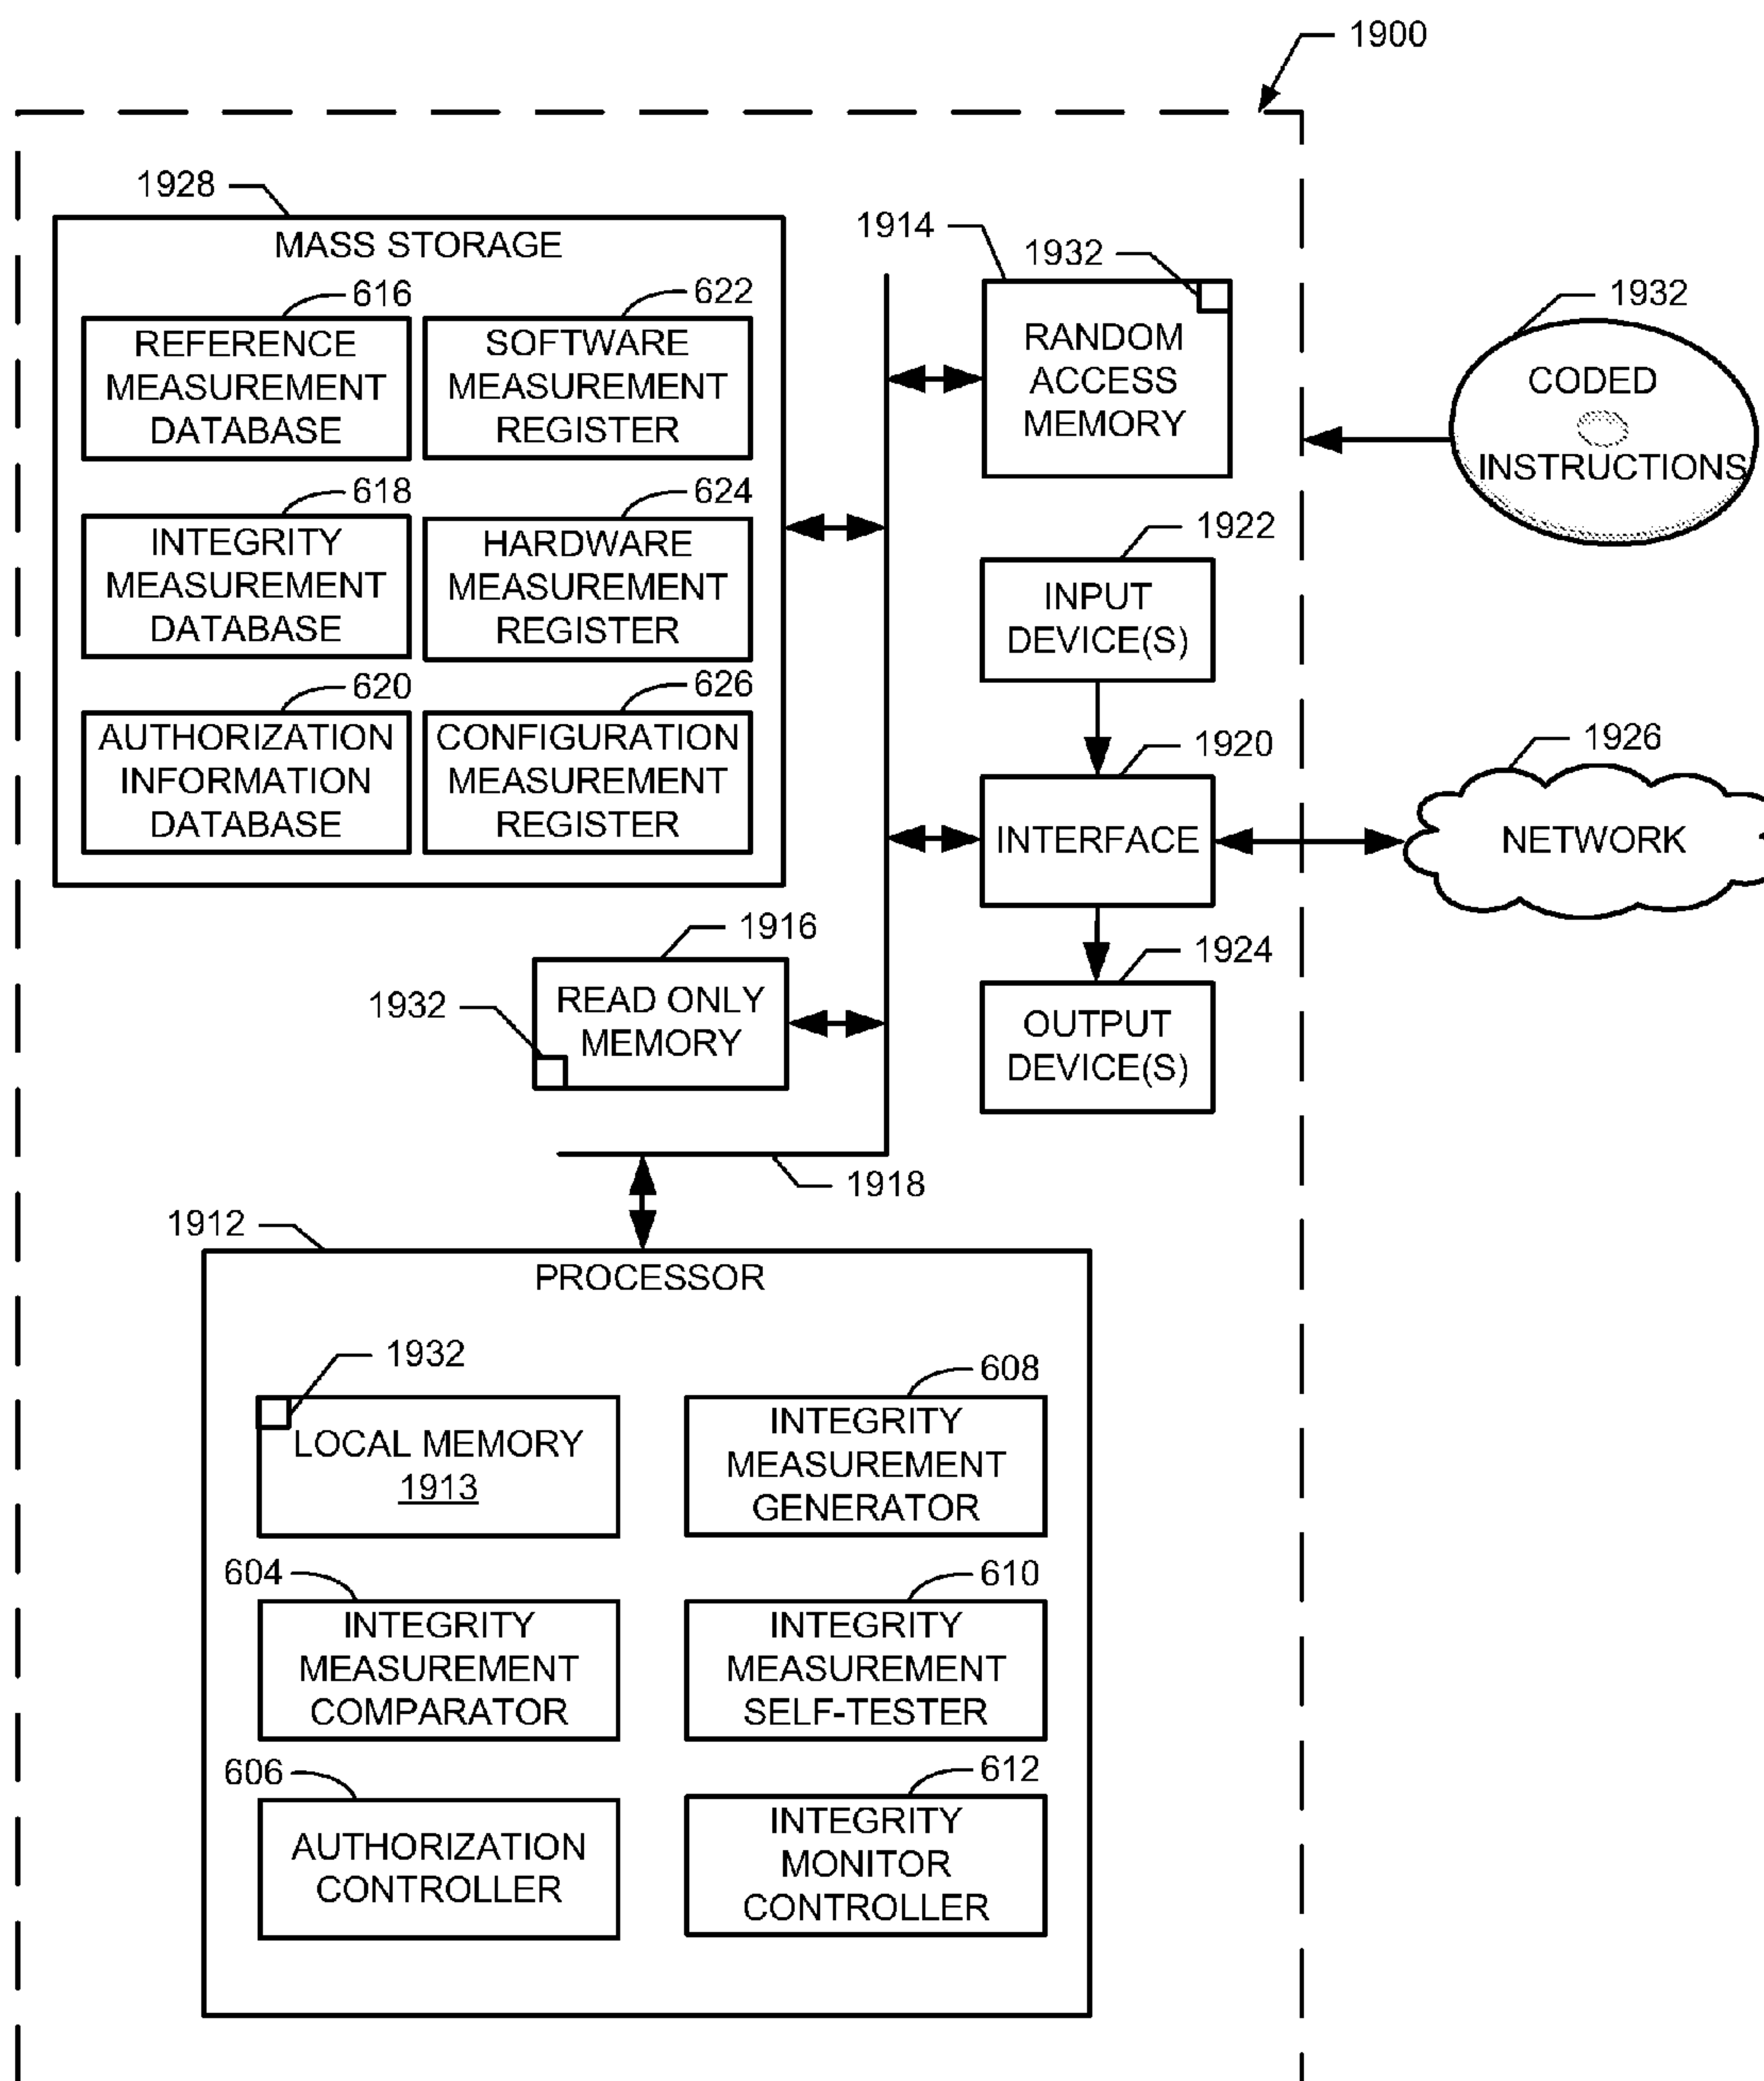 1900
1928
MASS STORAGE
616
REFERENCE
MEASUREMENT
DATABASE
622
SOFTWARE
MEASUREMENT
REGISTER
618
INTEGRITY
MEASUREMENT
DATABASE
624
HARDWARE
MEASUREMENT
REGISTER
620
AUTHORIZATION
INFORMATION
DATABASE
626
CONFIGURATION
MEASUREMENT
REGISTER
1914
1932
RANDOM
ACCESS
MEMORY
1932
CODED
INSTRUCTIONS
1922
INPUT
DEVICE(S)
1920
INTERFACE
1926
NETWORK
1916
1932
READ ONLY
MEMORY
1924
OUTPUT
DEVICE(S)
1918
1912
PROCESSOR
1932
LOCAL MEMORY
1913
608
INTEGRITY
MEASUREMENT
GENERATOR
604
INTEGRITY
MEASUREMENT
COMPARATOR
610
INTEGRITY
MEASUREMENT
SELF-TESTER
606
AUTHORIZATION
CONTROLLER
612
INTEGRITY
MONITOR
CONTROLLER